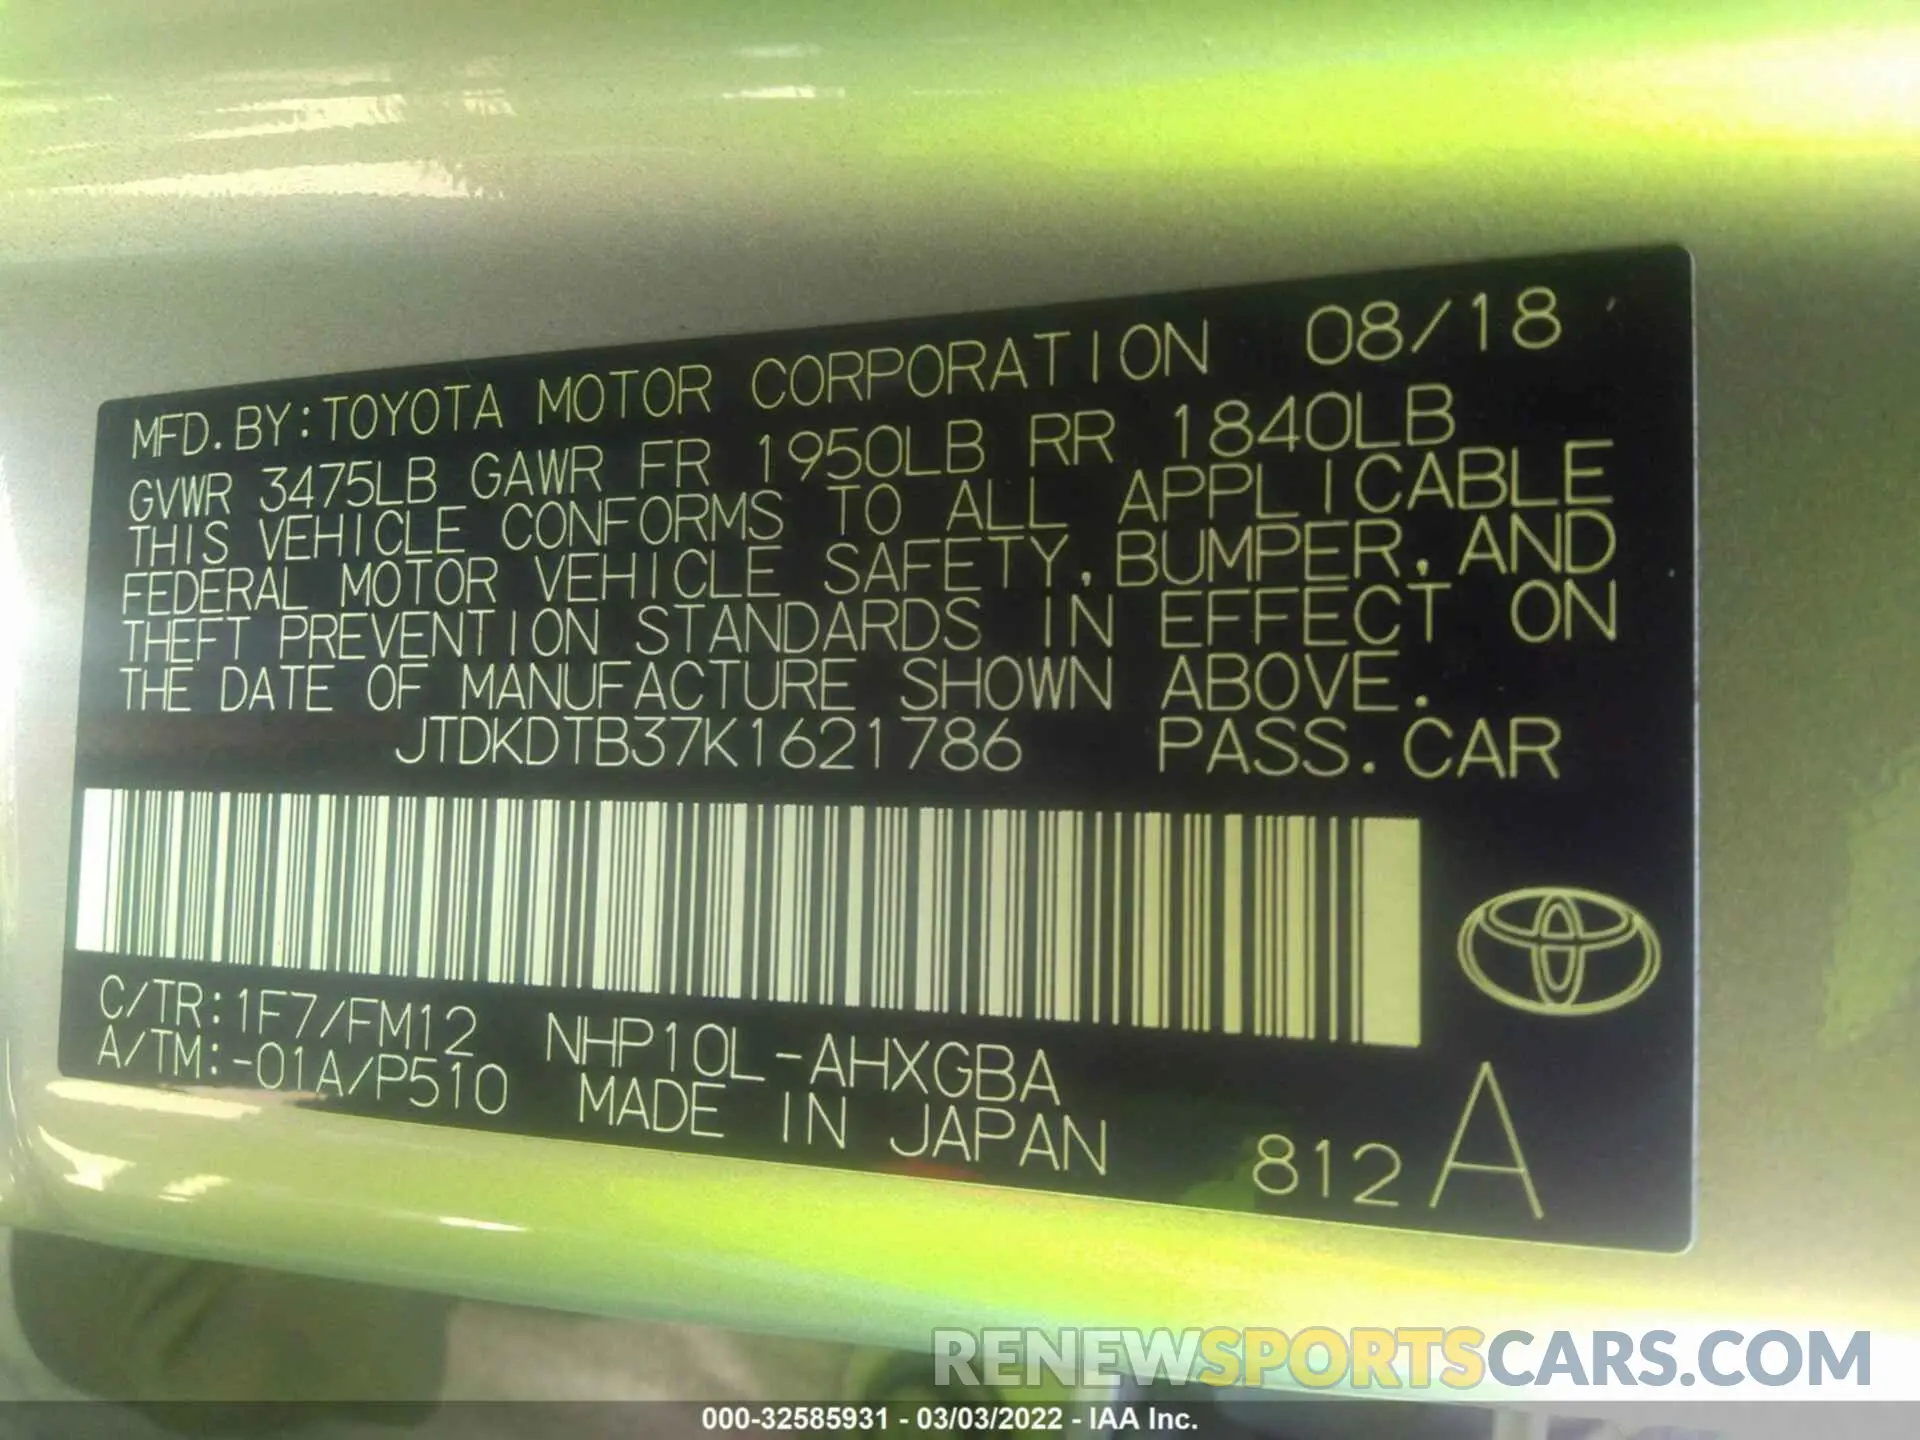 MFD.BY:TOYOTA MOTOR CORPORATION 08/18
GVWR 3475LB GAWR FR 1950LB RR 1840LB
THIS VEHICLE CONFORMS TO ALL APPLICABLE
FEDERAL MOTOR VEHICLE SAFETY, BUMPER, AND
THEFT PREVENTION STANDARDS IN EFFECT ON
THE DATE OF MANUFACTURE SHOWN ABOVE.
JTDKDTB37K1621786 PASS.CAR
C/TR:1F7/FM12 NHP10L-AHXGBA
A/TM:-01A/P510 MADE IN JAPAN 812A
RENEWSPORTSCARS.COM
000-32585931 - 03/03/2022 - IAA Inc.